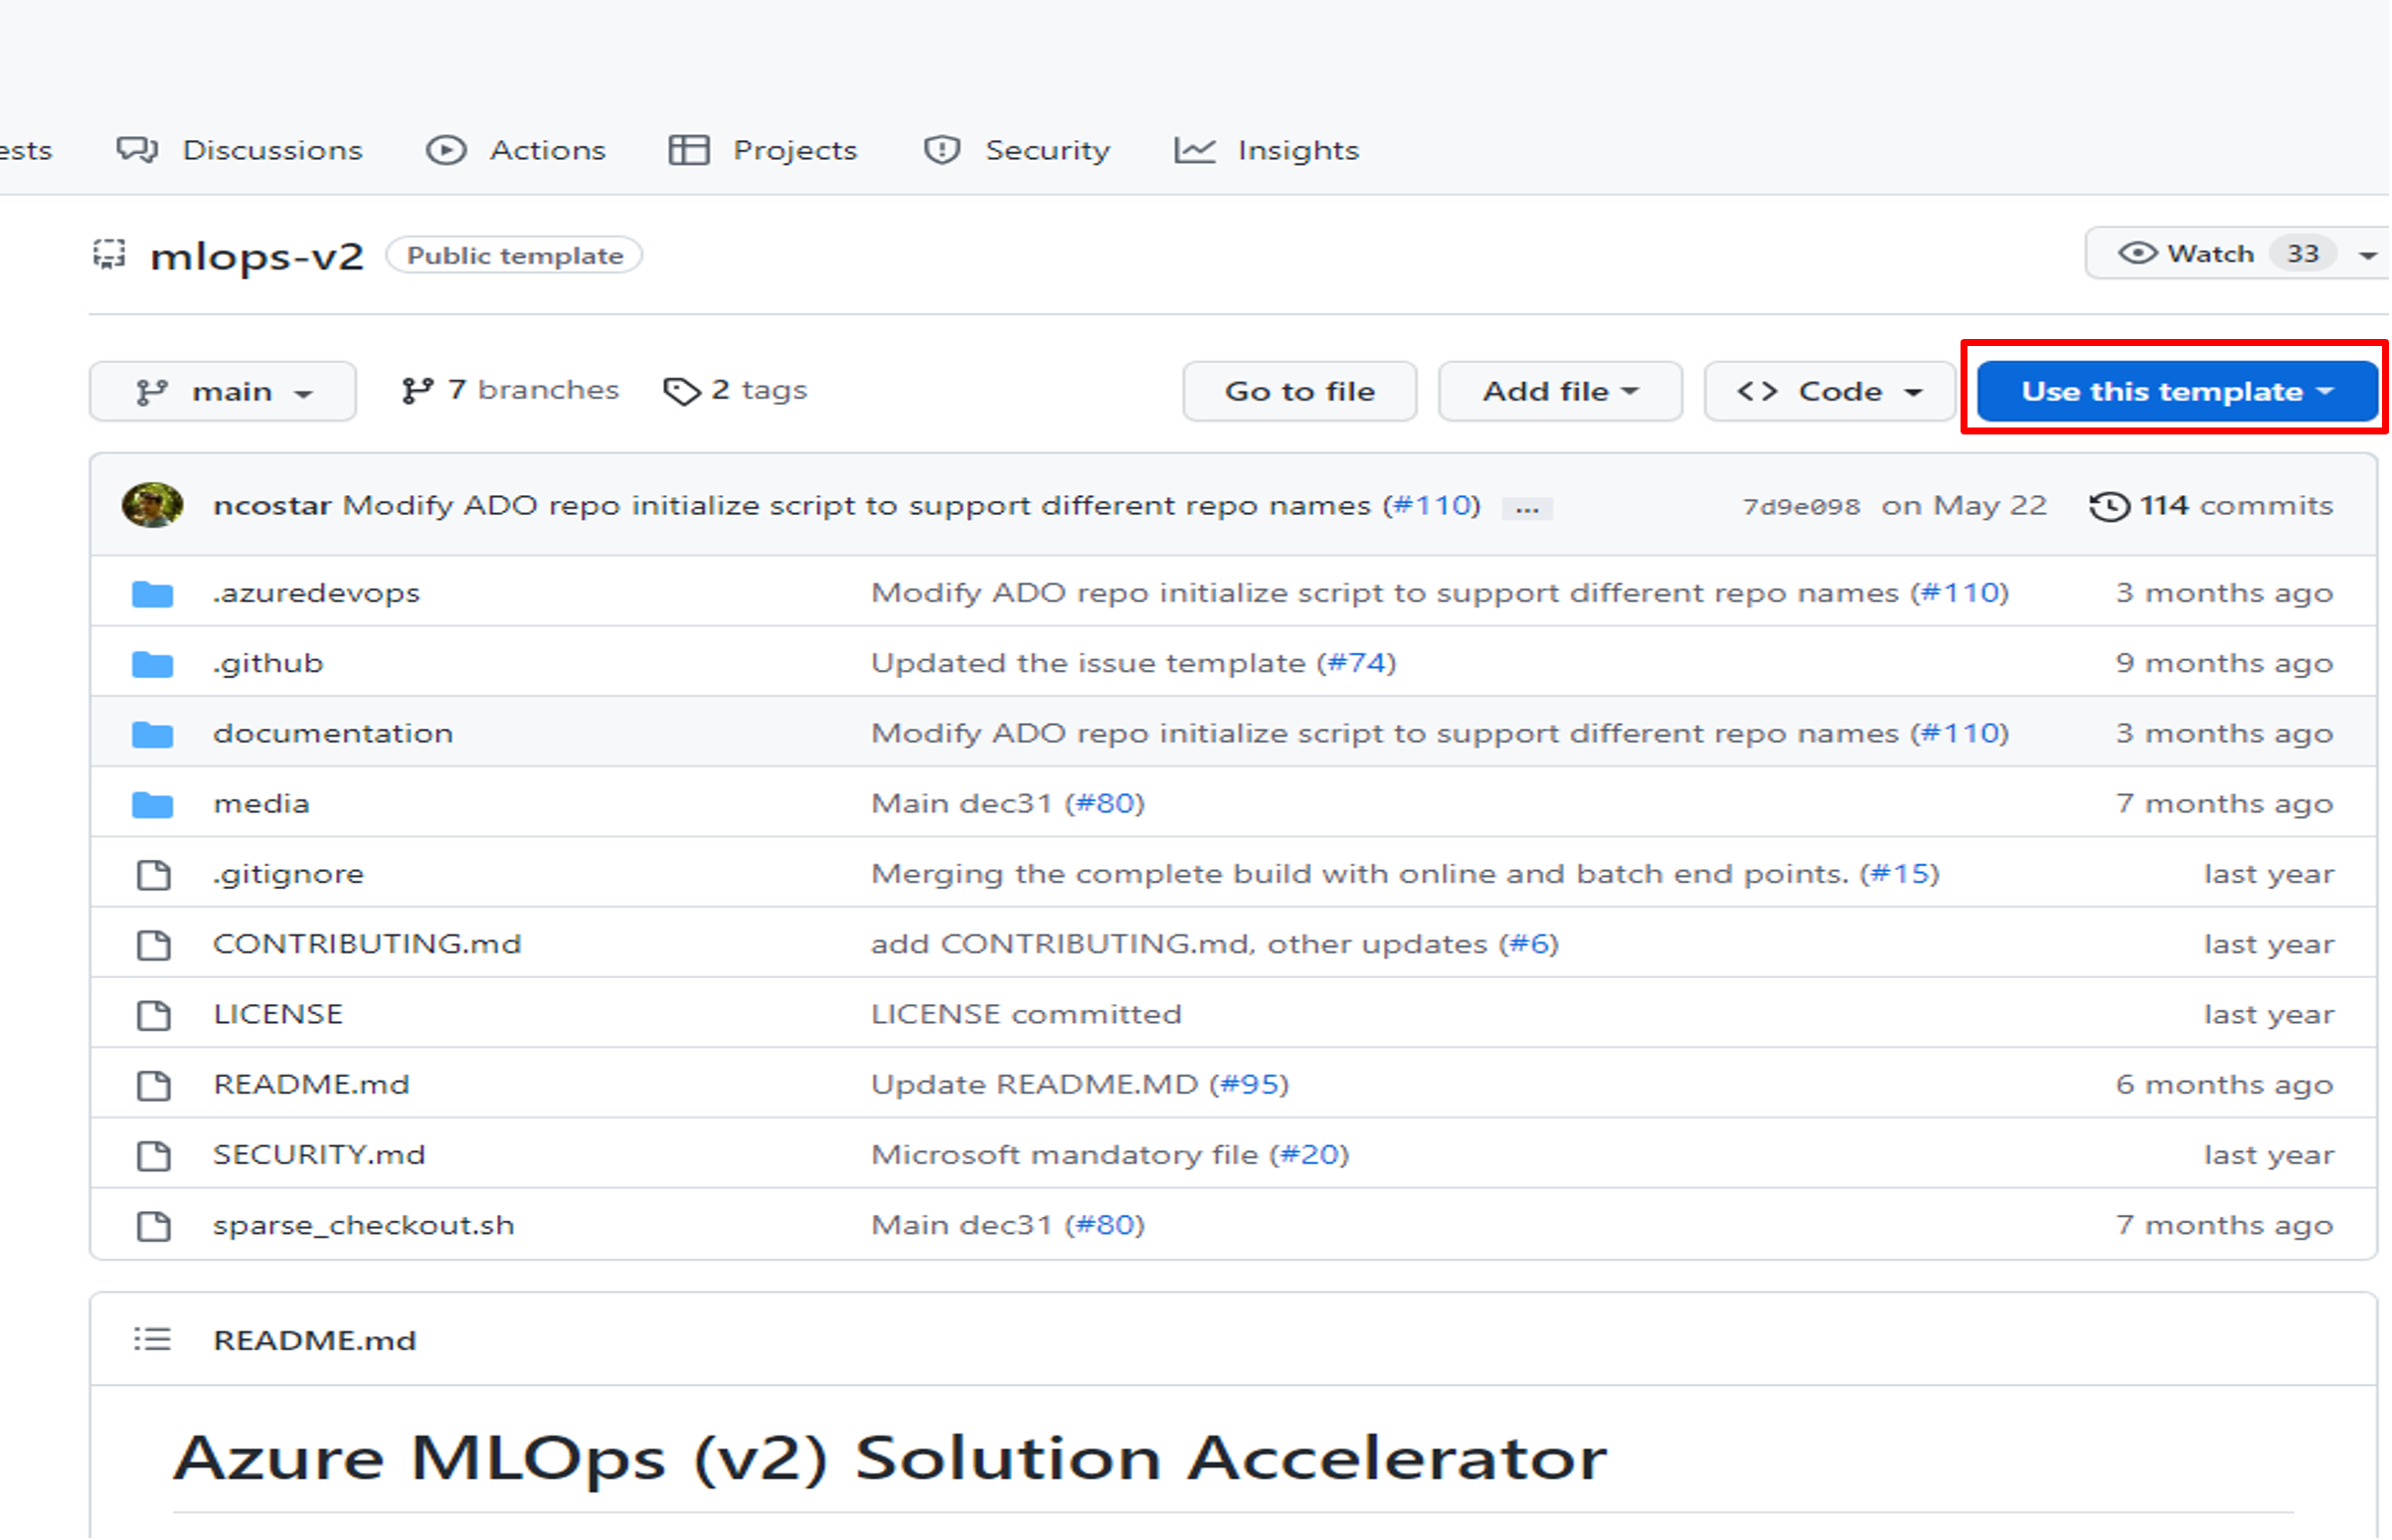 ests Discussions Actions Projects Security Insights
mlops-v2 Public template Watch 33
main 7 branches 2 tags Go to file Add file <> Code Use this template
ncostar Modify ADO repo initialize script to support different repo names (#110) ... 7d9e098 on May 22 114 commits
.azuredevops Modify ADO repo initialize script to support different repo names (#110) 3 months ago
.github Updated the issue template (#74) 9 months ago
documentation Modify ADO repo initialize script to support different repo names (#110) 3 months ago
media Main dec31 (#80) 7 months ago
.gitignore Merging the complete build with online and batch end points. (#15) last year
CONTRIBUTING.md add CONTRIBUTING.md, other updates (#6) last year
LICENSE LICENSE committed last year
README.md Update README.MD (#95) 6 months ago
SECURITY.md Microsoft mandatory file (#20) last year
sparse_checkout.sh Main dec31 (#80) 7 months ago
README.md
Azure MLOps (v2) Solution Accelerator